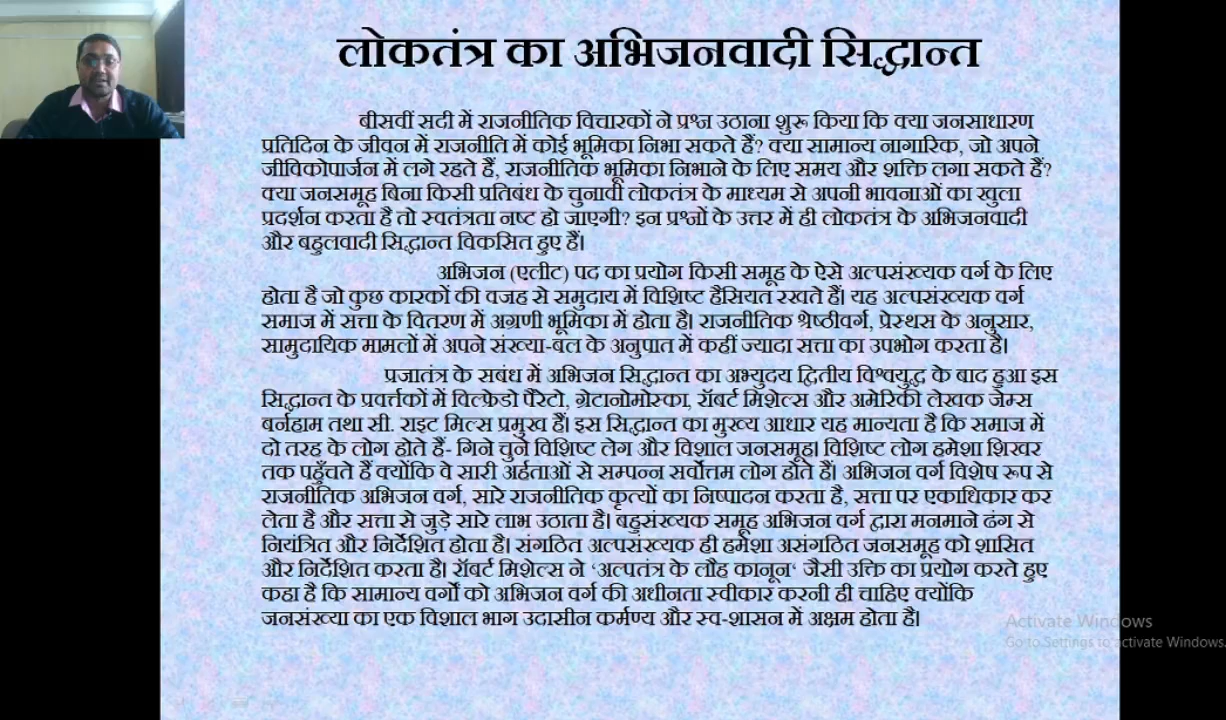 लोकतंत्र का अभिजनवादी सिद्धान्त
बीसवीं सदी में राजनीतिक विचारकों ने प्रश्न उठाना शुरू किया कि क्या जनसाधारण
प्रतिदिन के जीवन में राजनीति में कोई भूमिका निभा सकते हैं? क्या सामान्य नागरिक, जो अपने
जीविकोपार्जन में लगे रहते हैं, राजनीतिक भूमिका निभाने के लिए समय और शक्ति लगा सकते हैं?
क्या जनसमूह बिना किसी प्रतिबंध के चुनावी लोकतंत्र के माध्यम से अपनी भावनाओं का खुला
प्रदर्शन करता है तो स्वतंत्रता नष्ट हो जाएगी? इन प्रश्नों के उत्तर में ही लोकतंत्र के अभिजनवादी
और बहुलवादी सिद्धान्त विकसित हुए हैं।
अभिजन (एलीट) पद का प्रयोग किसी समूह के ऐसे अल्पसंख्यक वर्ग के लिए
होता है जो कुछ कारकों की वजह से समुदाय में विशिष्ट हैसियत रखते हैं। यह अल्पसंख्यक वर्ग
समाज में सत्ता के वितरण में अग्रणी भूमिका में होता है। राजनीतिक श्रेष्ठीवर्ग, प्रेस्थस के अनुसार,
सामुदायिक मामलों में अपने संख्या-बल के अनुपात में कहीं ज्यादा सत्ता का उपभोग करता है।
प्रजातंत्र के सबंध में अभिजन सिद्धान्त का अभ्युदय द्वितीय विश्वयुद्ध के बाद हुआ इस
सिद्धान्त के प्रवर्त्तकों में विल्फ्रेडो पैरेटो, ग्रेटानोमोस्का, रॉबर्ट मिशेल्स और अमेरिकी लेखक जेम्स
बर्नहाम तथा सी. राइट मिल्स प्रमुख हैं। इस सिद्धान्त का मुख्य आधार यह मान्यता है कि समाज में
दो तरह के लोग होते हैं- गिने चुने विशिष्ट लेग और विशाल जनसमूह। विशिष्ट लोग हमेशा शिखर
तक पहुँचते हैं क्योंकि वे सारी अर्हताओं से सम्पन्न सर्वोत्तम लोग होते हैं। अभिजन वर्ग विशेष रूप से
राजनीतिक अभिजन वर्ग, सारे राजनीतिक कृत्यों का निष्पादन करता है, सत्ता पर एकाधिकार कर
लेता है और सत्ता से जुड़े सारे लाभ उठाता है। बहुसंख्यक समूह अभिजन वर्ग द्वारा मनमाने ढंग से
नियंत्रित और निर्देशित होता है। संगठित अल्पसंख्यक ही हमेशा असंगठित जनसमूह को शासित
और निर्देशित करता है। रॉबर्ट मिशेल्स ने ‘अल्पतंत्र के लौह कानून‘ जैसी उक्ति का प्रयोग करते हुए
कहा है कि सामान्य वर्गों को अभिजन वर्ग की अधीनता स्वीकार करनी ही चाहिए क्योंकि
जनसंख्या का एक विशाल भाग उदासीन कर्मण्य और स्व-शासन में अक्षम होता है।
Activate Windows
Go to Settings to activate Windows.